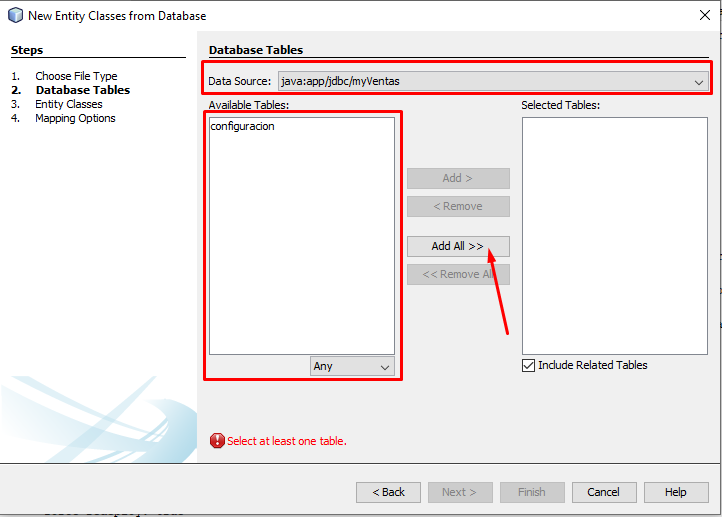 New Entity Classes from Database
Steps
1. Choose File Type
2. Database Tables
3. Entity Classes
4. Mapping Options
Database Tables
Data Source: java:app/jdbc/myVentas
Available Tables:
configuracion
Any
Add >
< Remove
Add All >>
<< Remove All
Selected Tables:
Include Related Tables
Select at least one table.
< Back
Next >
Finish
Cancel
Help